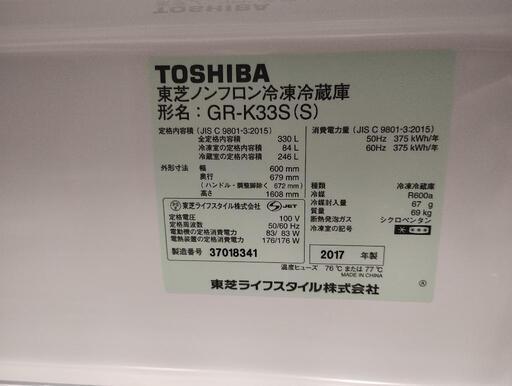 TOSHIBA
東芝ノンフロン冷凍冷蔵庫
形名：GR-K33S(S)
定格内容積（JIS C 9801-3:2015）
全定格内容積 330 L
冷凍室の定格内容積 84 L
冷蔵室の定格内容積 246 L
外形寸法 幅 600 mm
奥行 679 mm
（ハンドル・調整脚除く 672 mm）
高さ 1608 mm
東芝ライフスタイル株式会社 S JET
定格電圧 100 V
定格周波数 50/60 Hz
電動機の定格消費電力 83/ 83 W
電熱装置の定格消費電力 176/176 W
製造番号 37018341
消費電力量（JIS C 9801-3:2015）
50Hz 375 kWh/年
60Hz 375 kWh/年
種類 冷凍冷蔵庫
冷媒 R600a
冷媒封入量 67 g
質量 69 kg
断熱発泡ガス シクロペンタン
冷凍室の記号
2017 年製
温度ヒューズ 76℃ または 77℃
MADE IN CHINA
東芝ライフスタイル株式会社